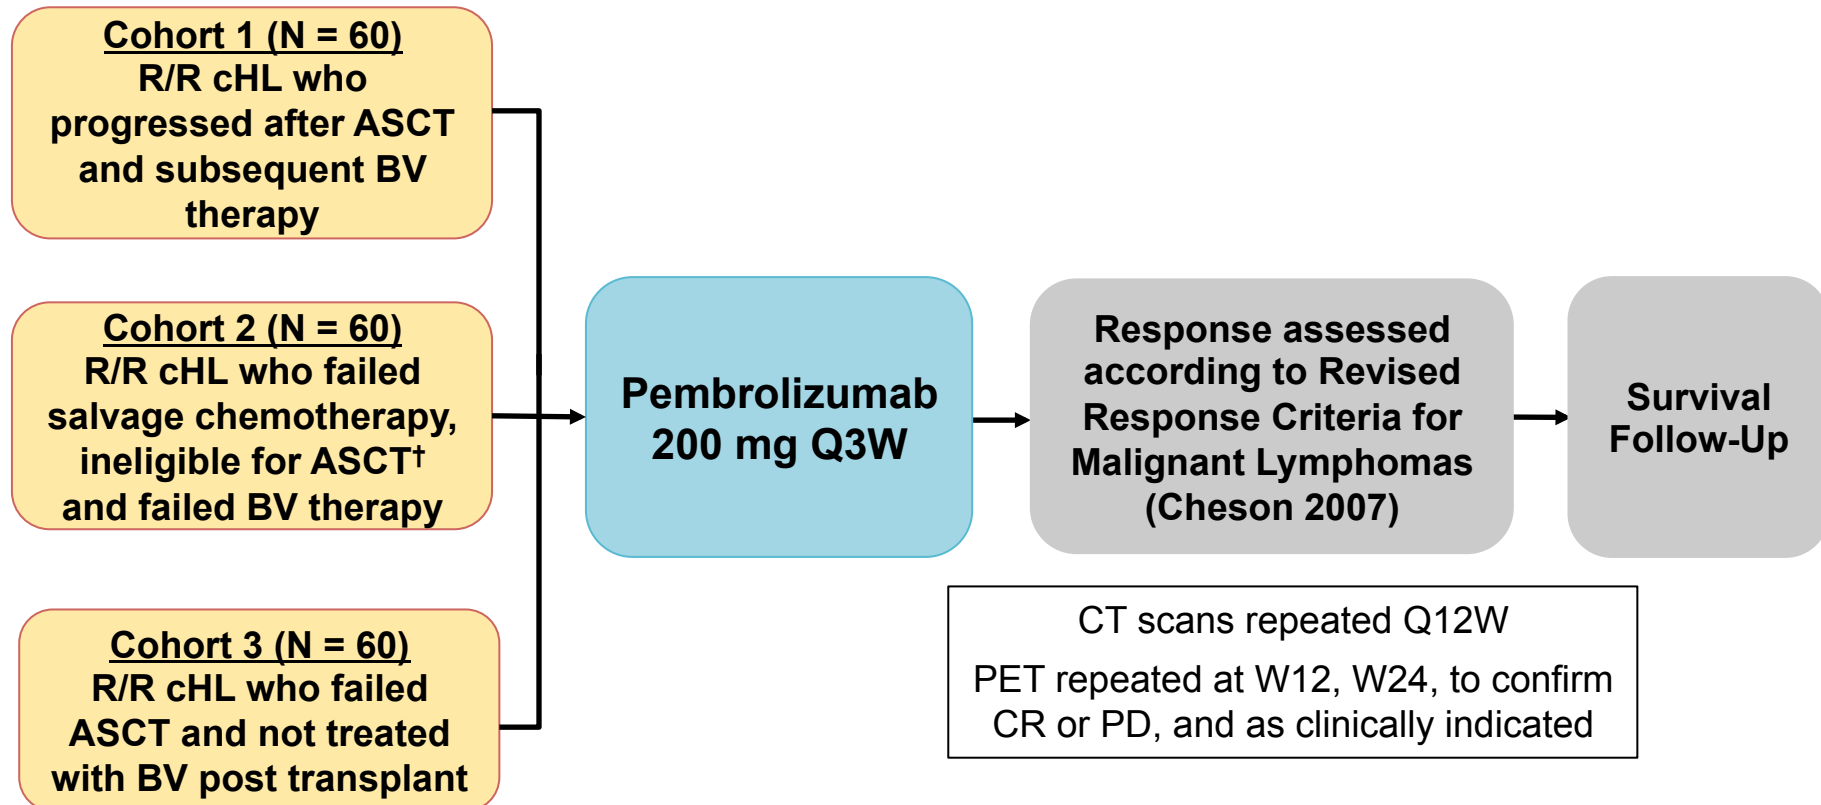 Cohort 1 (N = 60)
R/R cHL who
progressed after ASCT
and subsequent BV
therapy
Cohort 2 (N = 60)
R/R cHL who failed
salvage chemotherapy,
ineligible for ASCT†
and failed BV therapy
Cohort 3 (N = 60)
R/R cHL who failed
ASCT and not treated
with BV post transplant
Pembrolizumab
200 mg Q3W
Response assessed
according to Revised
Response Criteria for
Malignant Lymphomas
(Cheson 2007)
Survival
Follow-Up
CT scans repeated Q12W
PET repeated at W12, W24, to confirm
CR or PD, and as clinically indicated